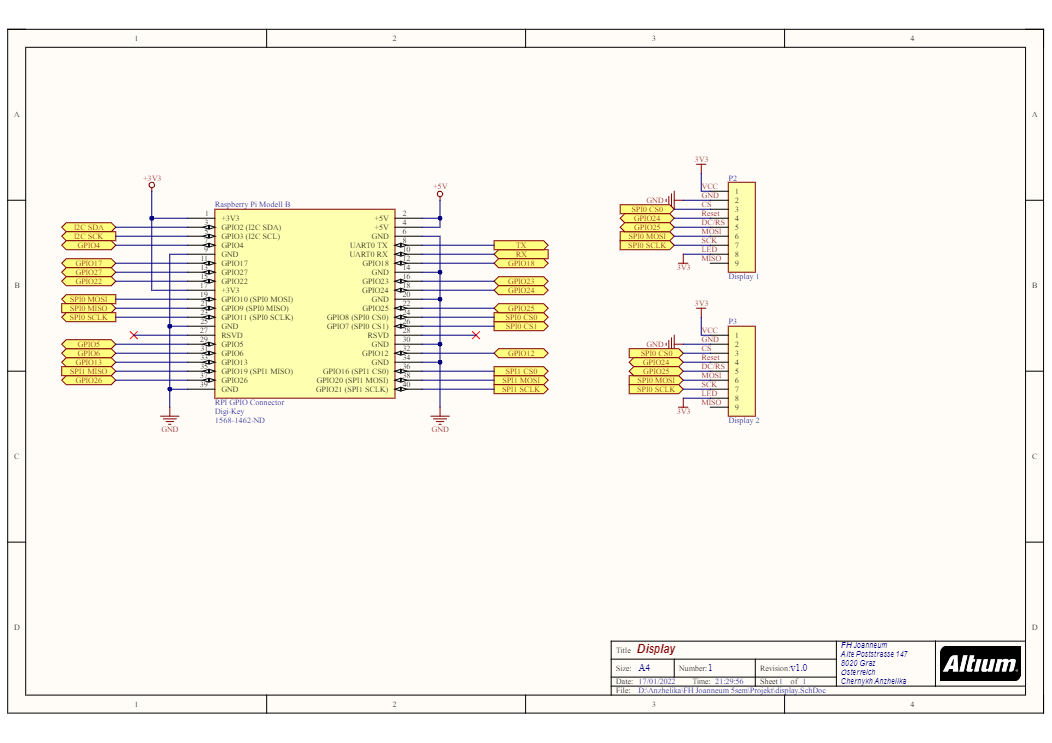 1 2 3 4
A A
B B
C C
D D
1 2 3 4
+3V3
+5V
Raspberry Pi Modell B
I2C SDA
I2C SCK
GPIO4
GPIO17
GPIO27
GPIO22
SPI0 MOSI
SPI0 MISO
SPI0 SCLK
GPIO5
GPIO6
GPIO13
SPI1 MISO
GPIO26
1 +3V3
3 GPIO2 (I2C SDA)
GPIO3 (I2C SCL)
GPIO4
9 GND
11 GPIO17
13 GPIO27
GPIO22
17 +3V3
19 GPIO10 (SPI0 MOSI)
GPIO9 (SPI0 MISO)
GPIO11 (SPI0 SCLK)
25 GND
27 RSVD
29 GPIO5
31 GPIO6
GPIO13
GPIO19 (SPI1 MISO)
37 GPIO26
39 GND
+5V 2
+5V 4
GND 6
UART0 TX 8
UART0 RX 10
GPIO18 12
GND 14
GPIO23 16
GPIO24 18
GND 20
GPIO25 22
GPIO8 (SPI0 CS0) 24
GPIO7 (SPI0 CS1) 26
RSVD 28
GND 30
GPIO12 32
GND 34
GPIO16 (SPI1 CS0) 36
GPIO20 (SPI1 MOSI) 38
GPIO21 (SPI1 SCLK) 40
TX
RX
GPIO18
GPIO23
GPIO24
GPIO25
SPI0 CS0
SPI0 CS1
GPIO12
SPI1 CS0
SPI1 MOSI
SPI1 SCLK
RPI GPIO Connector
Digi-Key
1568-1462-ND
GND
GND
3V3
P2
VCC 1
GND GND 2
SPI0 CS0 CS 3
GPIO24 Reset 4
GPIO25 DC/RS 5
SPI0 MOSI MOSI 6
SPI0 SCLK SCK 7
LED 8
3V3 MISO 9
Display 1
3V3
P3
VCC 1
GND GND 2
SPI0 CS0 CS 3
GPIO24 Reset 4
GPIO25 DC/RS 5
SPI0 MOSI MOSI 6
SPI0 SCLK SCK 7
LED 8
3V3 MISO 9
Display 2
Title Display
Size: A4 Number: 1 Revision: v1.0
Date: 17/01/2022 Time: 21:29:56 Sheet 1 of 1
File: D:\Anzhelika\FH Joanneum 5sem\Projekt\display.SchDoc
FH Joanneum
Alte Poststrasse 147
8020 Graz
Österreich
Chernykh Anzhelika
Altium